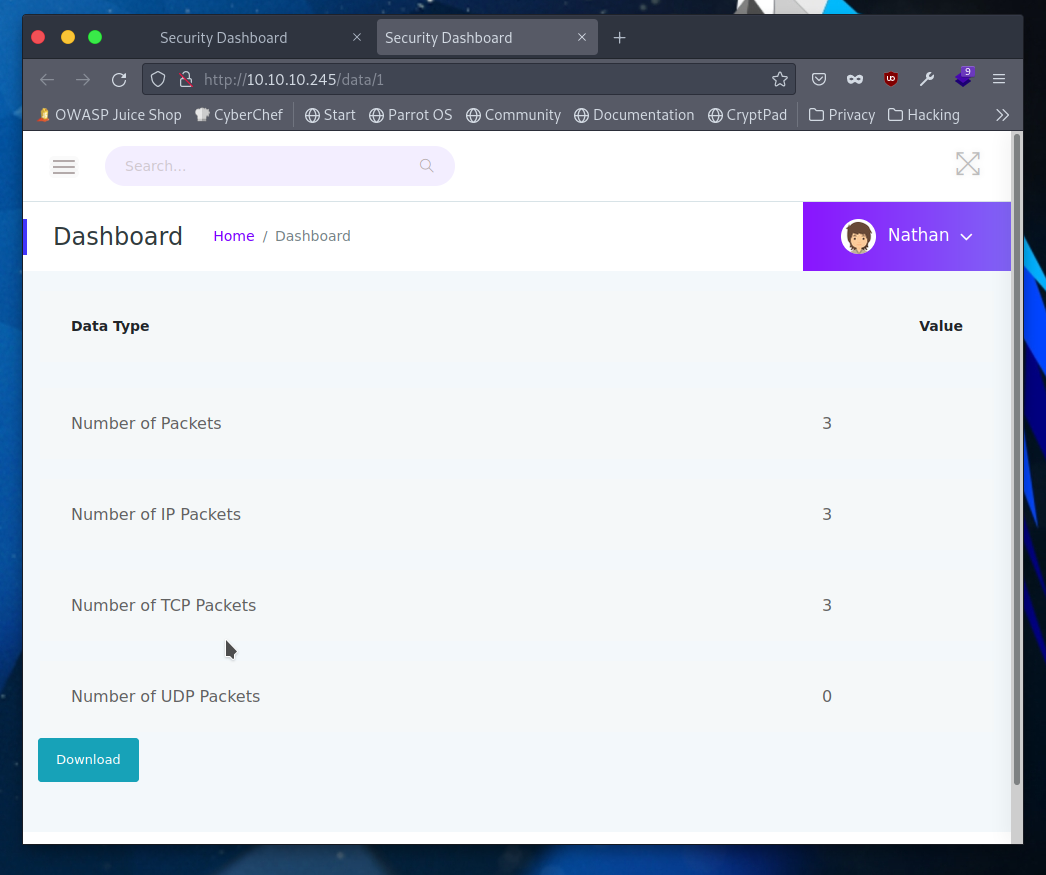 Security Dashboard Security Dashboard
http://10.10.10.245/data/1 9
OWASP Juice Shop CyberChef Start Parrot OS Community Documentation CryptPad Privacy Hacking
Search...
Dashboard Home / Dashboard Nathan
Data Type Value
Number of Packets 3
Number of IP Packets 3
Number of TCP Packets 3
Number of UDP Packets 0
Download